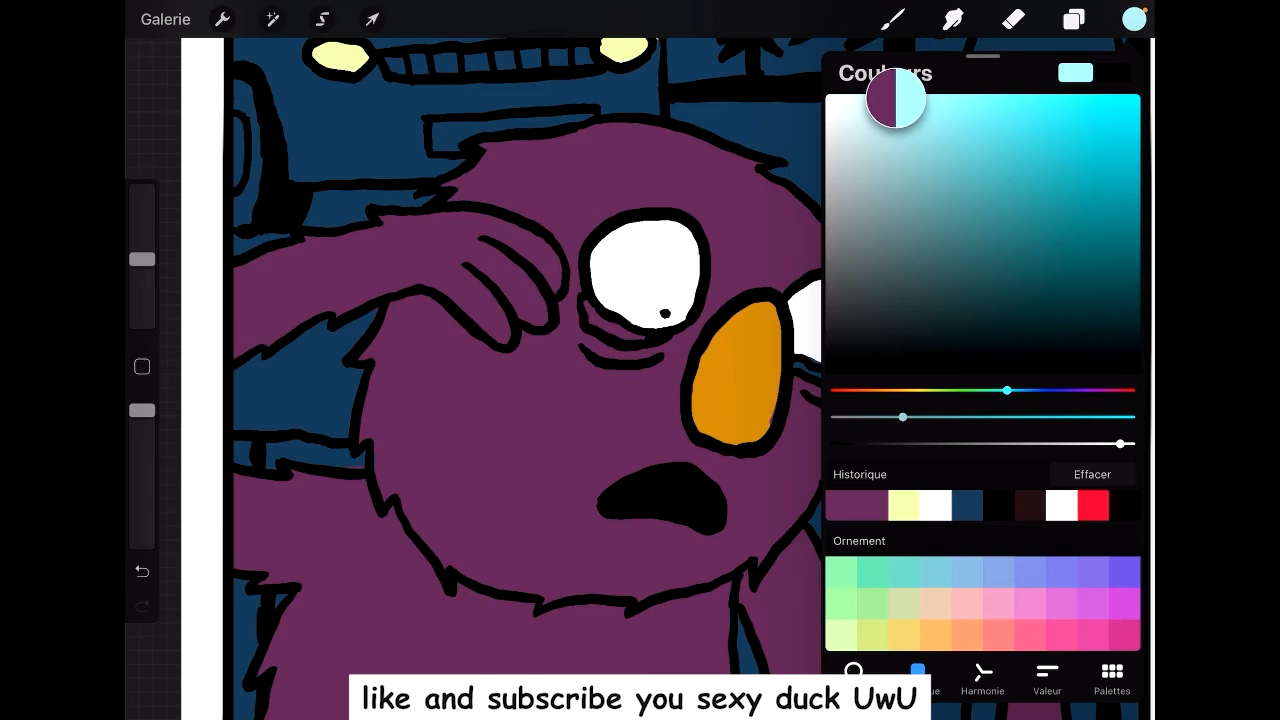 Galerie
Couleurs
Historique
Effacer
Ornement
Harmonie
Valeur
Palettes
like and subscribe you sexy duck UwU